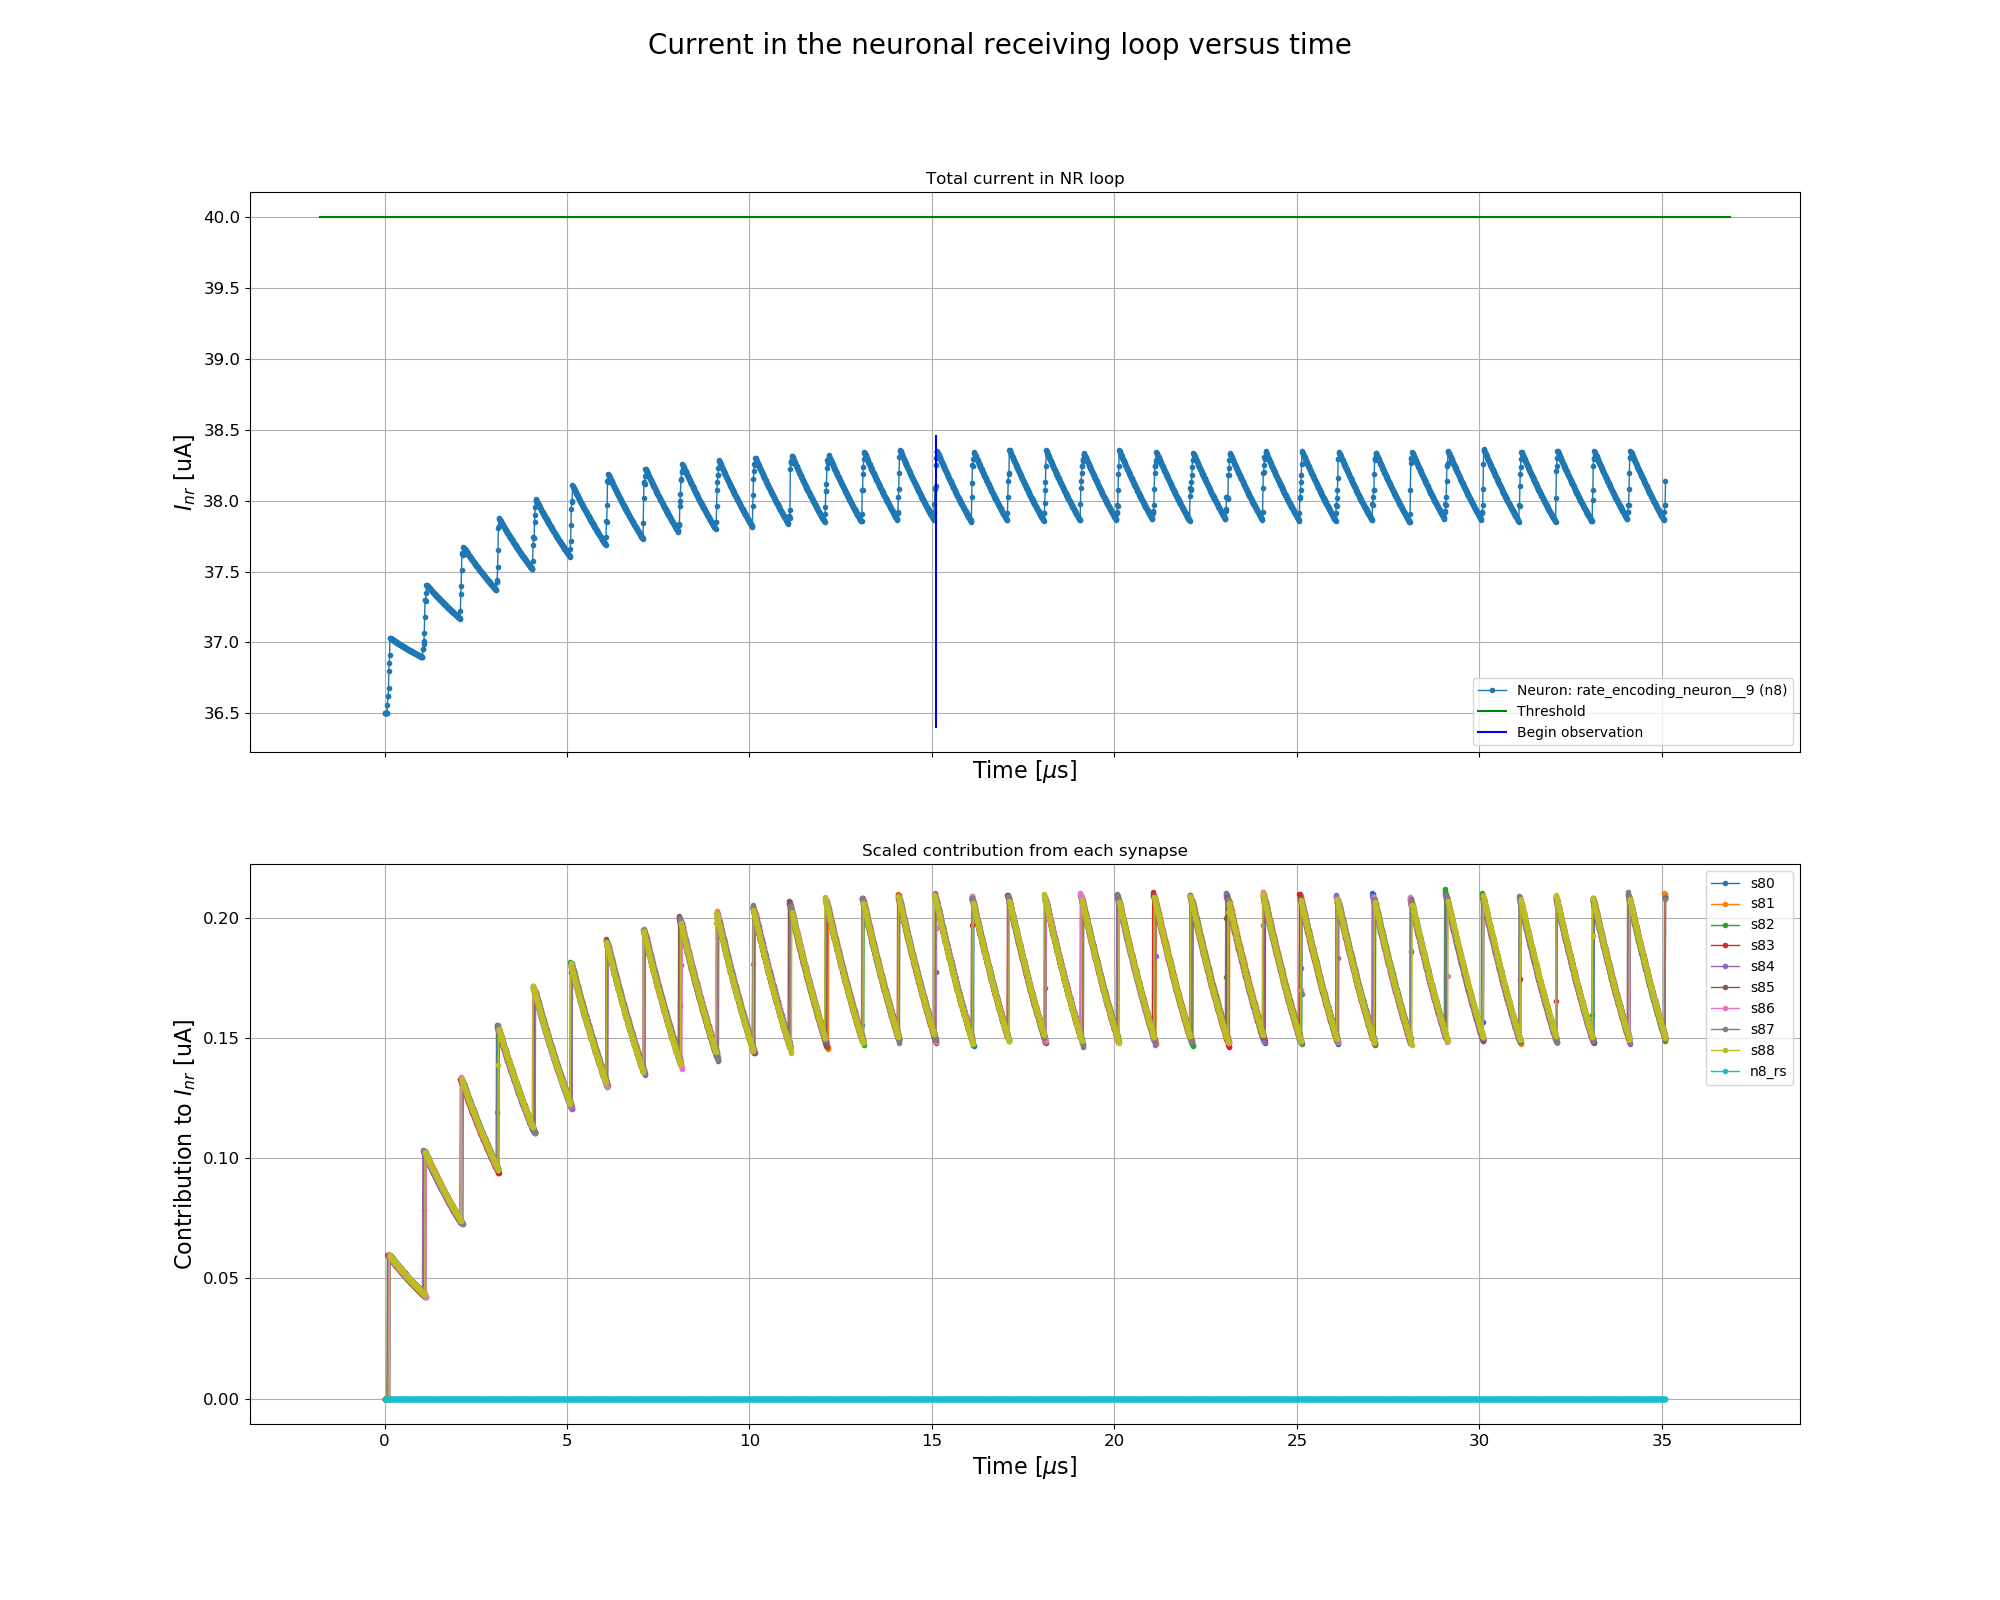 Current in the neuronal receiving loop versus time
Total current in NR loop
40.0
39.5
39.0
38.5
38.0
37.5
37.0
36.5
I_nr [uA]
Neuron: rate_encoding_neuron__9 (n8)
Threshold
Begin observation
Time [μs]
Scaled contribution from each synapse
0.20
0.15
0.10
0.05
0.00
Contribution to I_nr [uA]
s80
s81
s82
s83
s84
s85
s86
s87
s88
n8_rs
0 5 10 15 20 25 30 35
Time [μs]